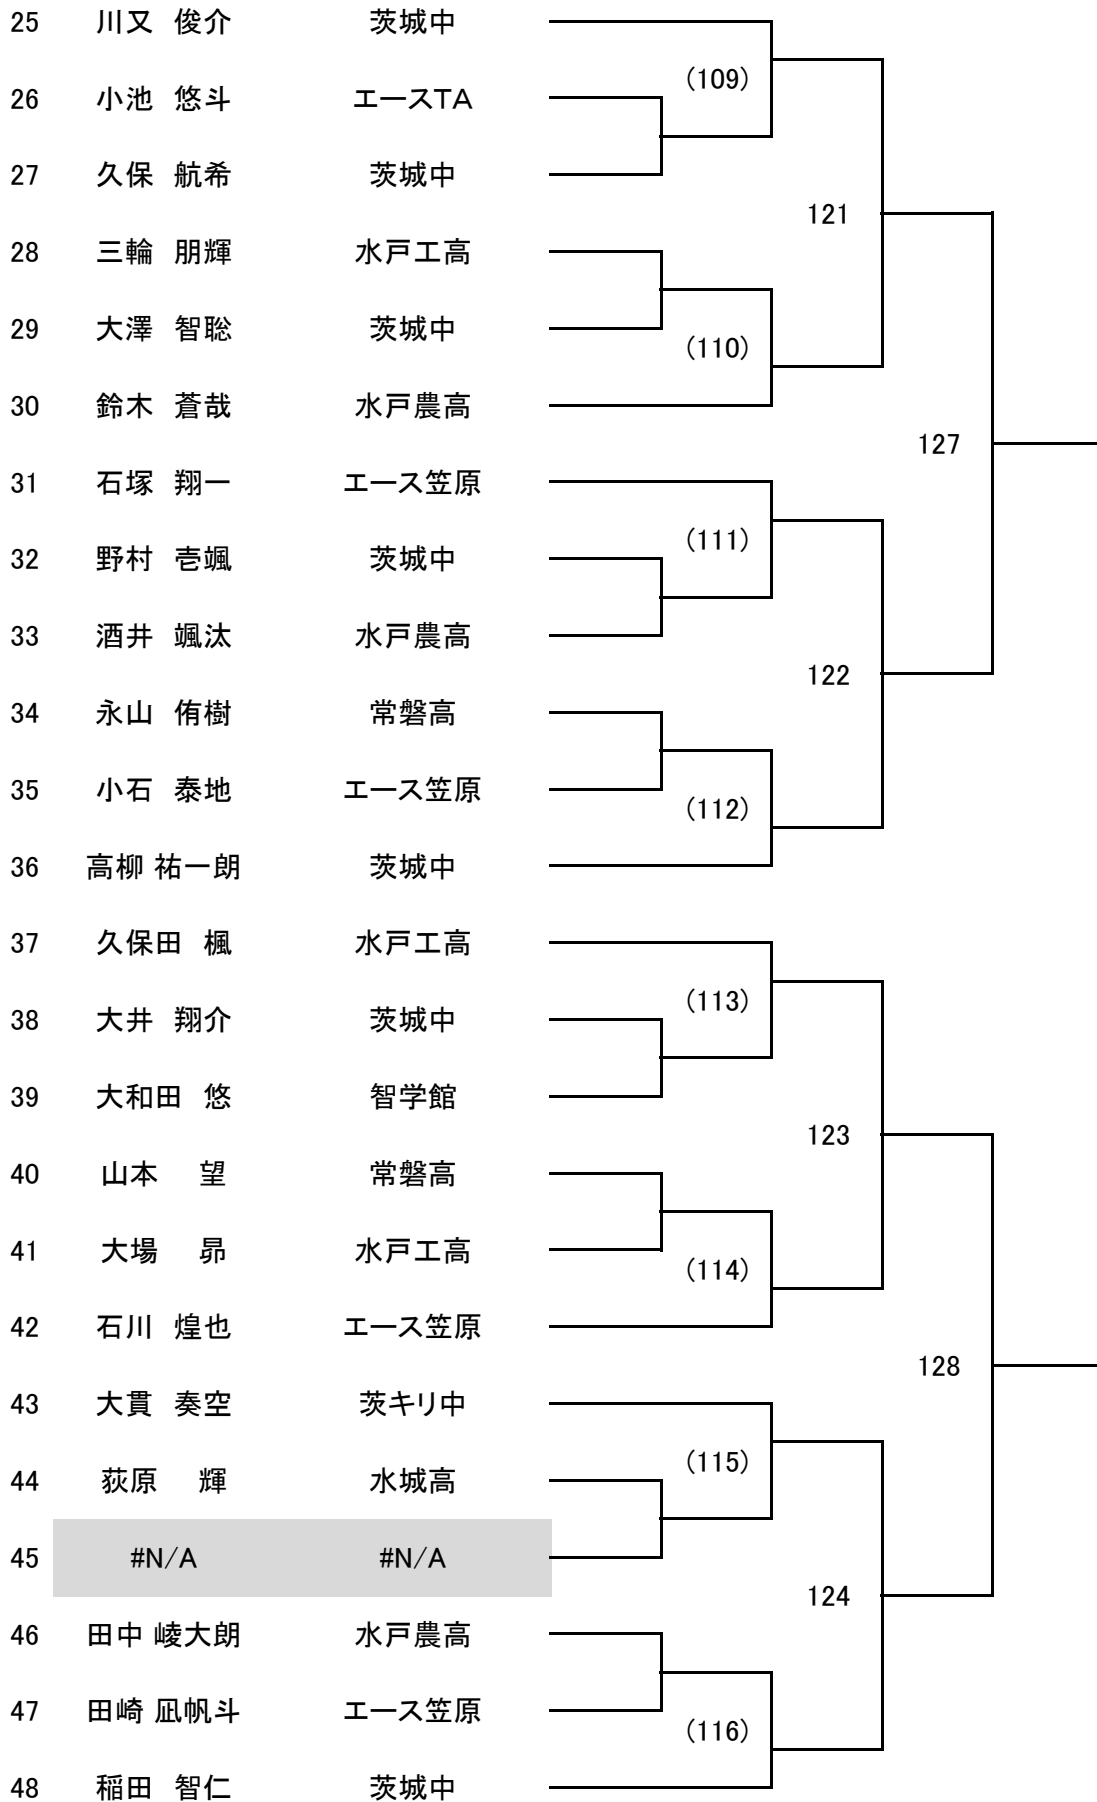 25 川又 俊介 茨城中
(109)
26 小池 悠斗 エースTA
27 久保 航希 茨城中
121
28 三輪 朋輝 水戸工高
29 大澤 智聡 茨城中
(110)
30 鈴木 蒼哉 水戸農高
127
31 石塚 翔一 エース笠原
(111)
32 野村 壱颯 茨城中
33 酒井 颯汰 水戸農高
122
34 永山 侑樹 常磐高
35 小石 泰地 エース笠原
(112)
36 高柳 祐一朗 茨城中
37 久保田 楓 水戸工高
(113)
38 大井 翔介 茨城中
39 大和田 悠 智学館
123
40 山本 望 常磐高
41 大場 昴 水戸工高
(114)
42 石川 煌也 エース笠原
128
43 大貫 奏空 茨キリ中
(115)
44 荻原 輝 水城高
45 #N/A #N/A
124
46 田中 崚大朗 水戸農高
47 田崎 凪帆斗 エース笠原
(116)
48 稲田 智仁 茨城中